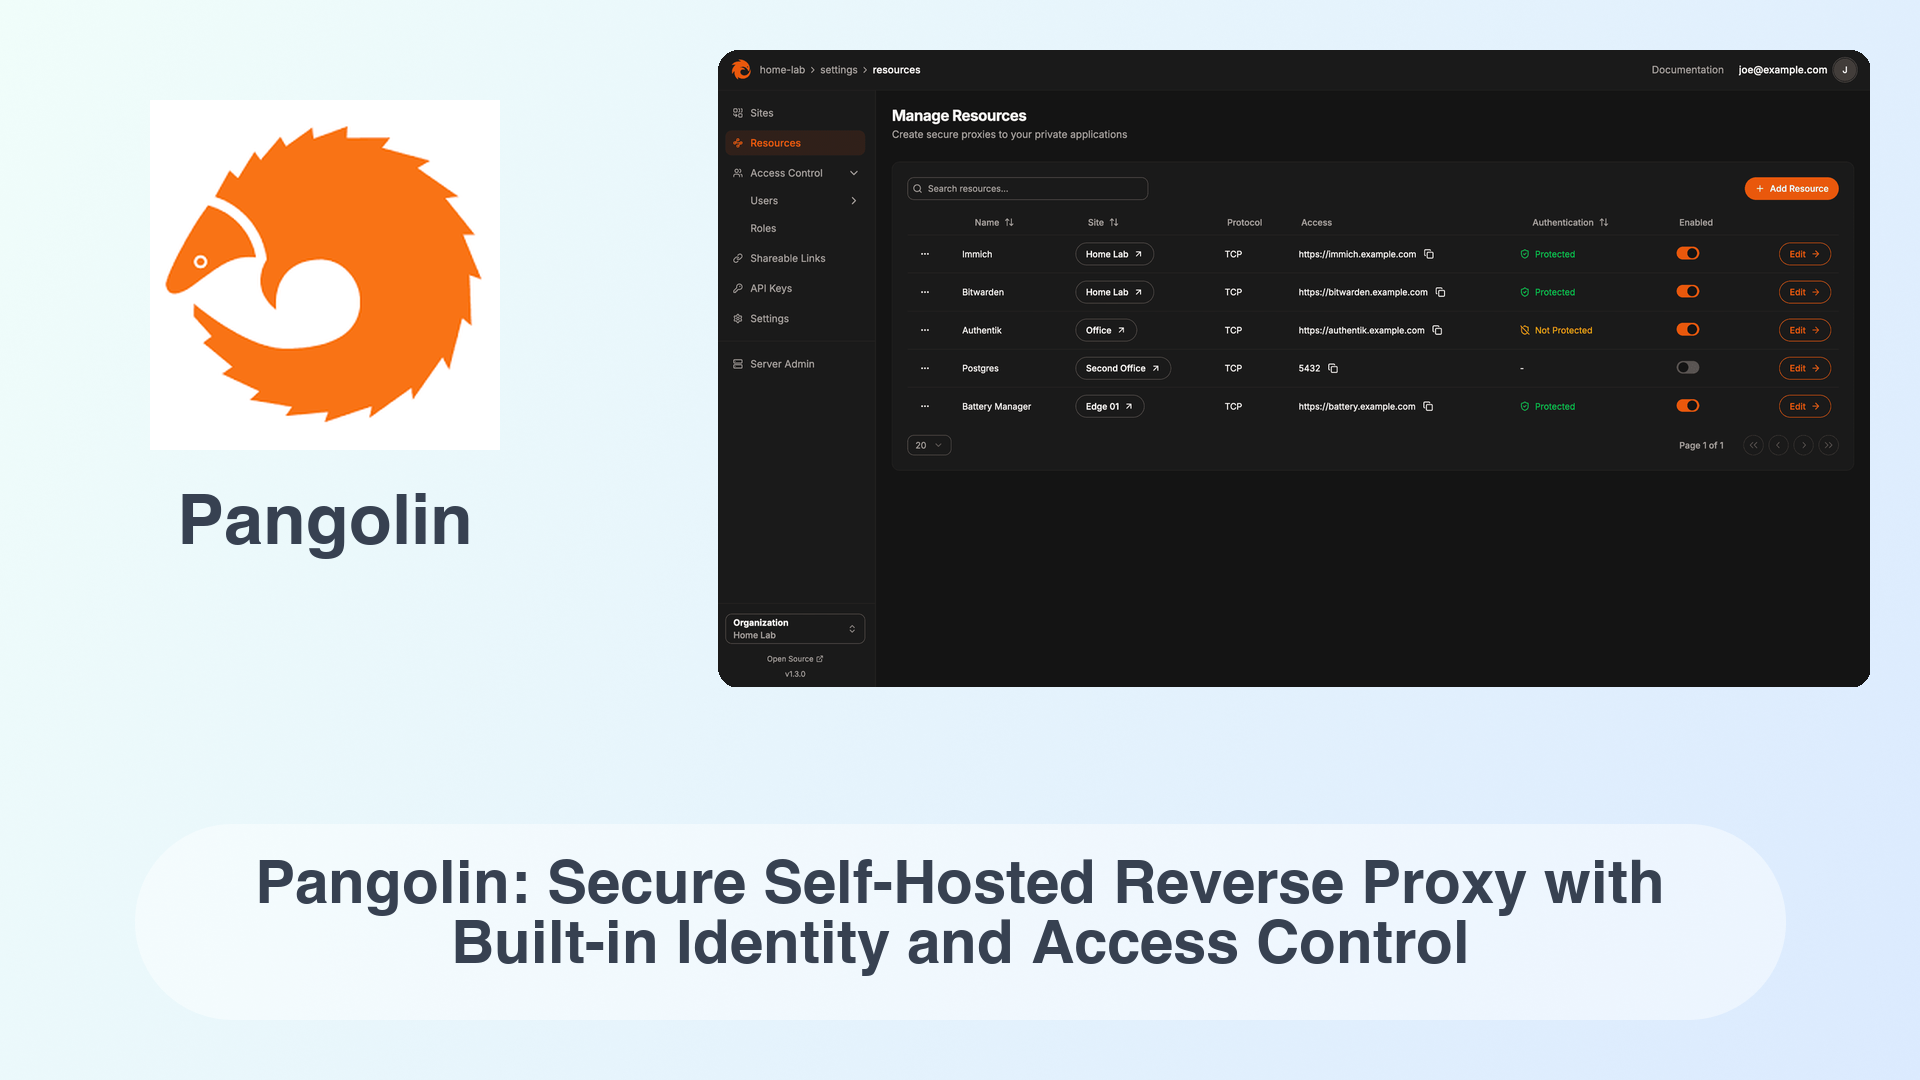 Pangolin
home-lab > settings > resources
Documentation joe@example.com J
Sites
Resources
Access Control
Users
Roles
Shareable Links
API Keys
Settings
Server Admin
Organization
Home Lab
Open Source
v1.3.0
Manage Resources
Create secure proxies to your private applications
Search resources...
+ Add Resource
Name Site Protocol Access Authentication Enabled
Immich Home Lab TCP https://immich.example.com Protected Edit
Bitwarden Home Lab TCP https://bitwarden.example.com Protected Edit
Authentik Office TCP https://authentik.example.com Not Protected Edit
Postgres Second Office TCP 5432 - Edit
Battery Manager Edge 01 TCP https://battery.example.com Protected Edit
20 Page 1 of 1
Pangolin: Secure Self-Hosted Reverse Proxy with
Built-in Identity and Access Control